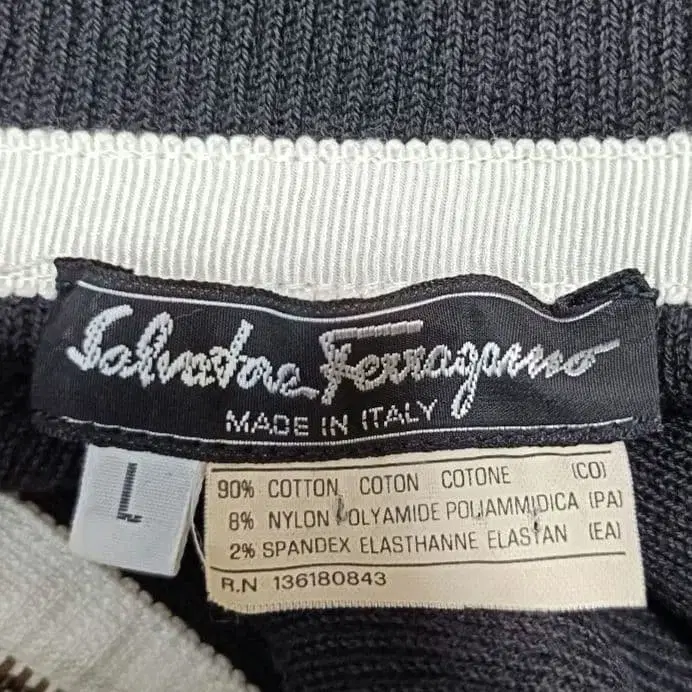 Salvatore Ferragamo
MADE IN ITALY
L
90% COTTON COTON COTONE (CO)
8% NYLON POLYAMIDE POLIAMMIDICA (PA)
2% SPANDEX ELASTHANNE ELASTAN (EA)
R.N 136180843